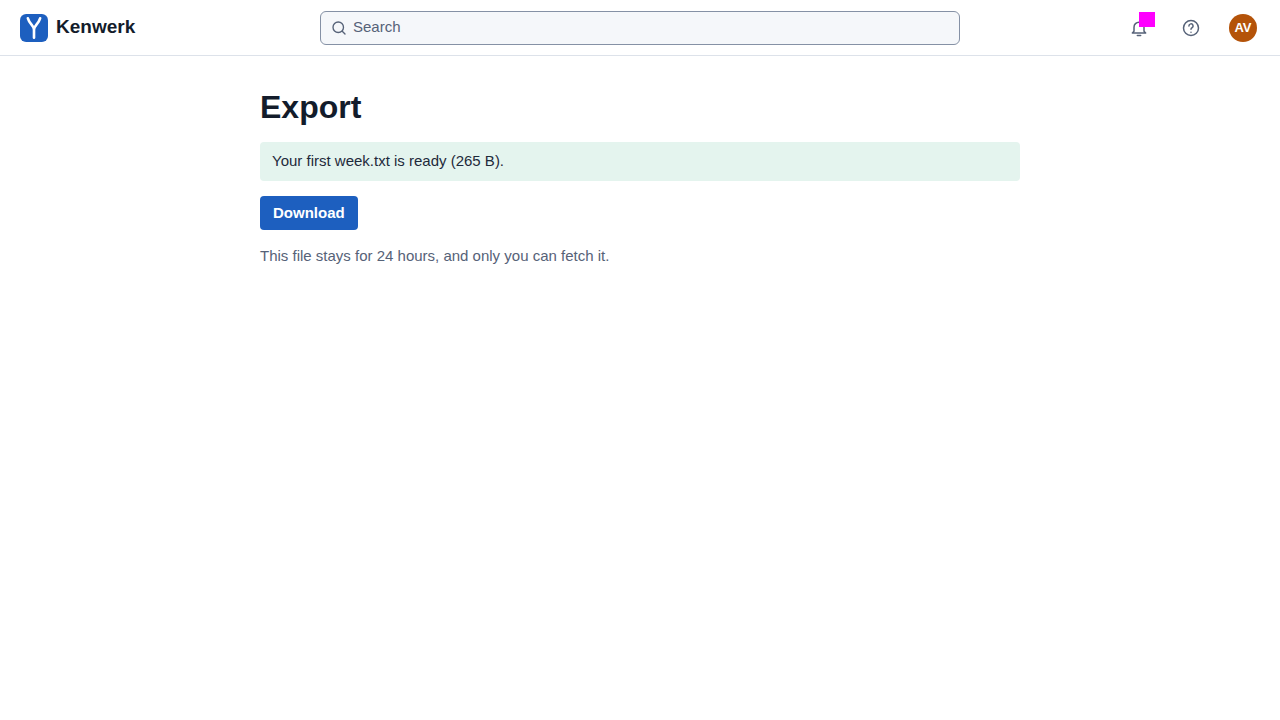 Kenwerk
Search
AV
Export
Your first week.txt is ready (265 B).
Download
This file stays for 24 hours, and only you can fetch it.